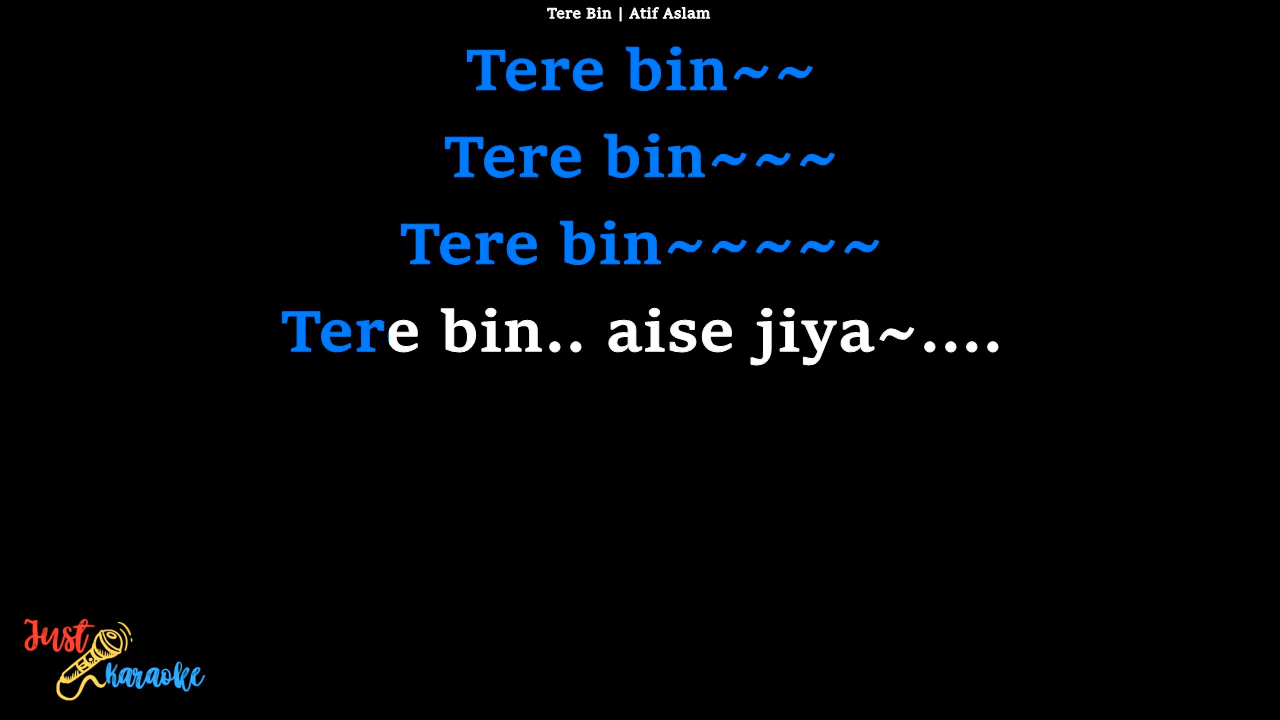 Tere Bin | Atif Aslam
Tere bin~~
Tere bin~~~
Tere bin~~~~~
Tere bin.. aise jiya~....
Just
karaoke